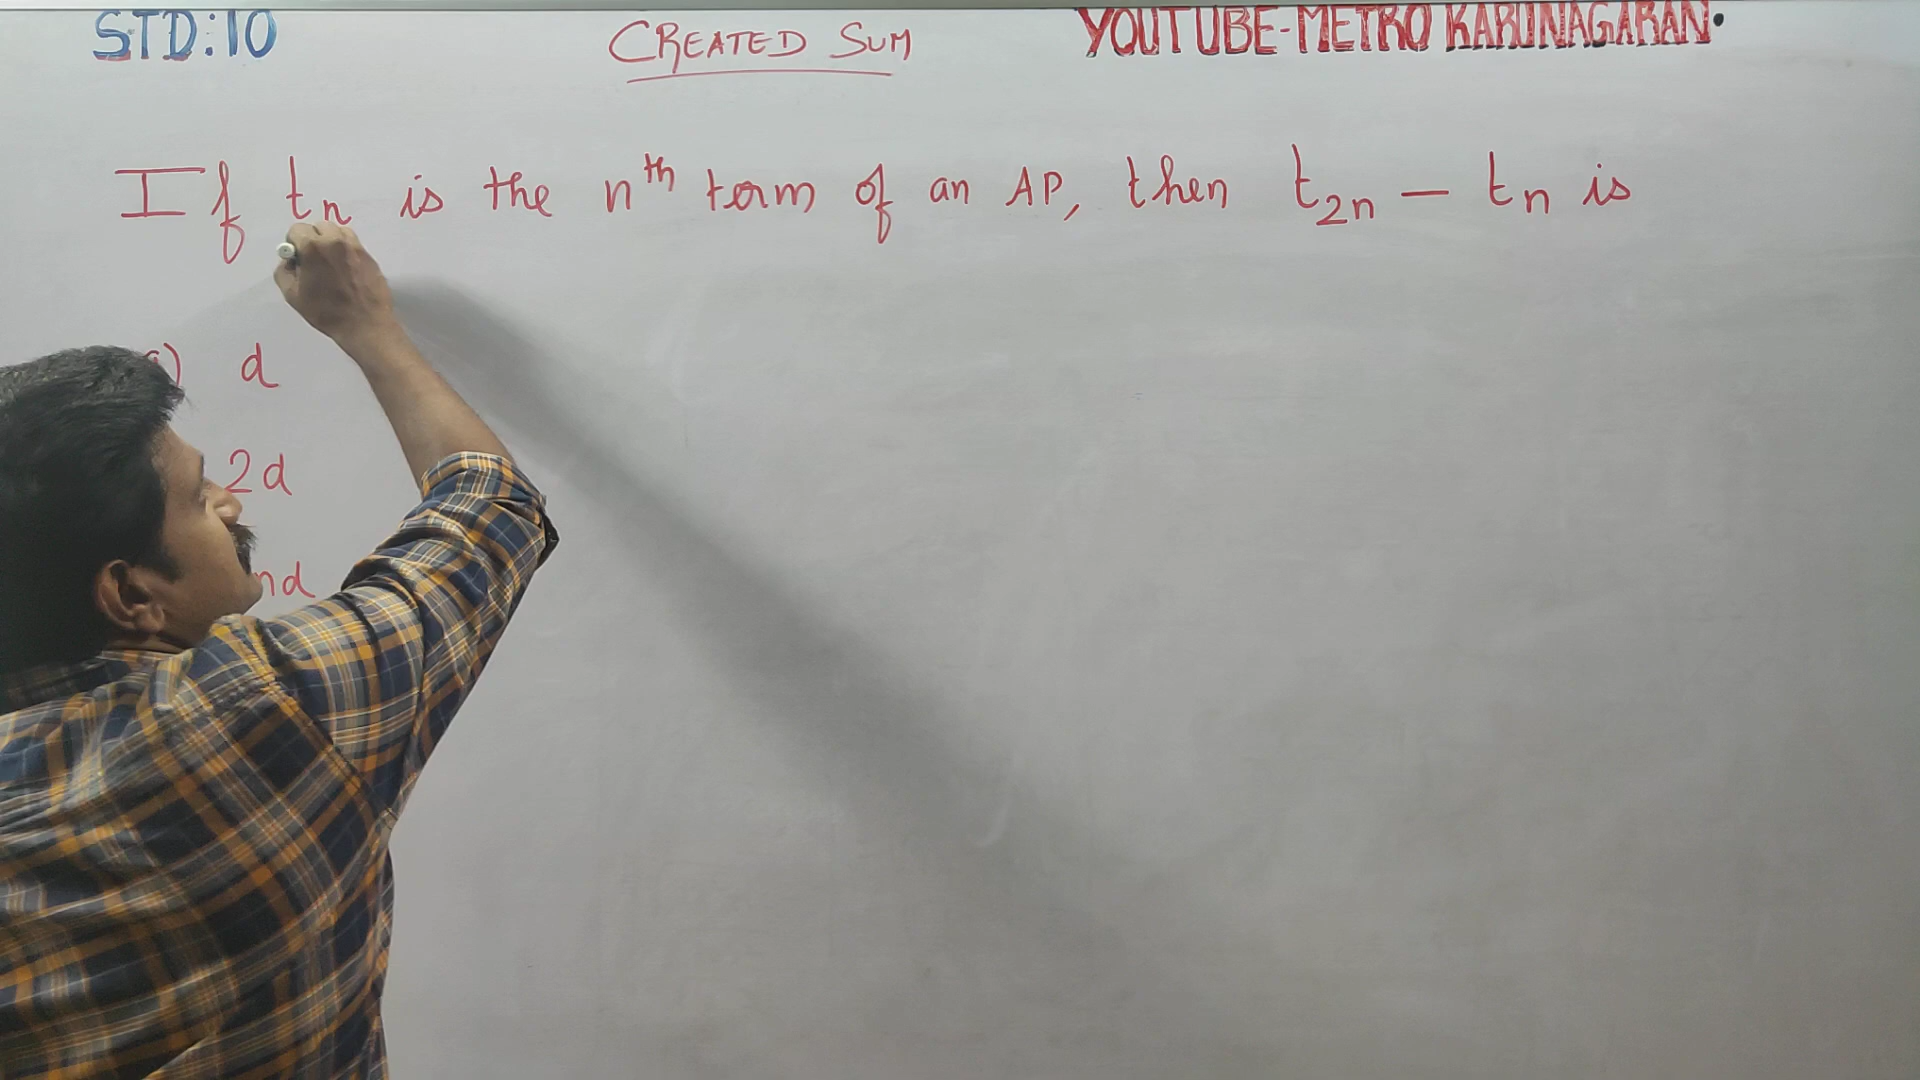 STD:10
CREATED SUM
YOUTUBE-METRO KARUNAGARAN.
If tn is the nth term of an AP, then t2n - tn is
a) d
2d
nd